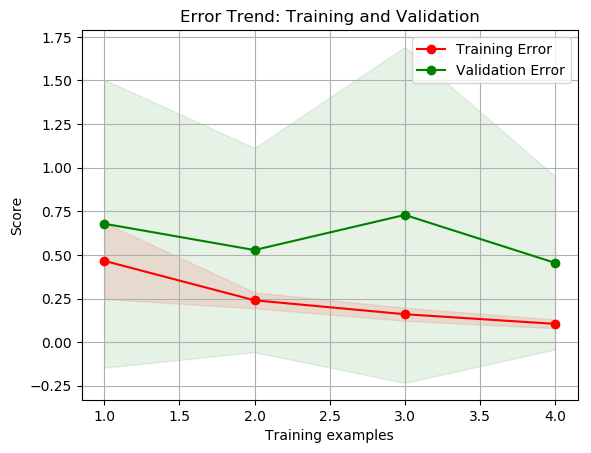 Error Trend: Training and Validation
Training Error
Validation Error
1.75
1.50
1.25
1.00
0.75
0.50
0.25
0.00
−0.25
Score
1.0 1.5 2.0 2.5 3.0 3.5 4.0
Training examples